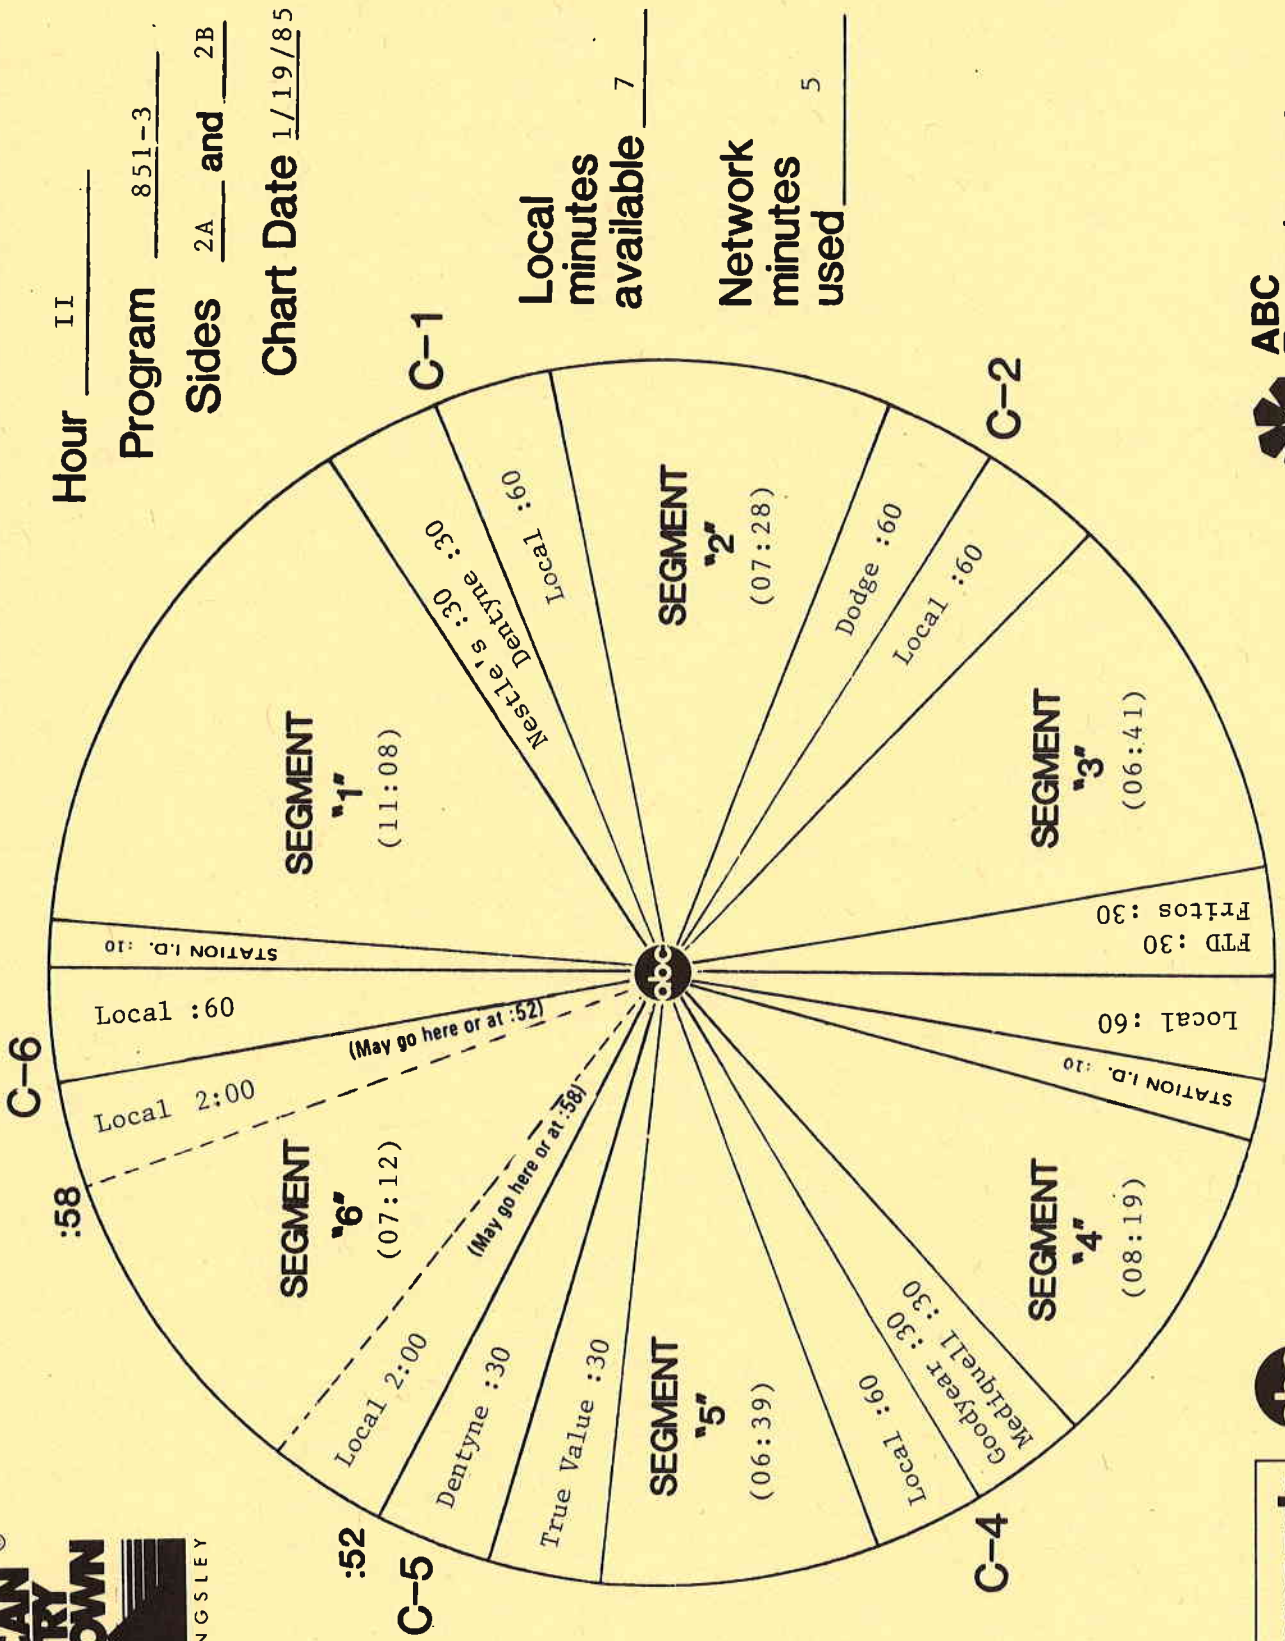 Hour II
Program 851-3
Sides 2A and 2B
Chart Date 1/19/85
Local
minutes
available 7
Network
minutes
used 5
C-1
SEGMENT
"1"
(11:08)
Nestle's :30
Dentyne :30
Local :60
SEGMENT
"2"
(07:28)
Dodge :60
C-2
Local :60
SEGMENT
"3"
(06:41)
Fritos :30
FTD :30
Local :60
STATION I.D. :10
SEGMENT
"4"
(08:19)
Mediquell :30
Goodyear :30
C-4
Local :60
SEGMENT
"5"
(06:39)
True Value :30
Dentyne :30
C-5
:52
Local 2:00
(May go here or at :58)
SEGMENT
"6"
(07:12)
:58
Local 2:00
(May go here or at :52)
C-6
Local :60
STATION I.D. :10
abc
ABC